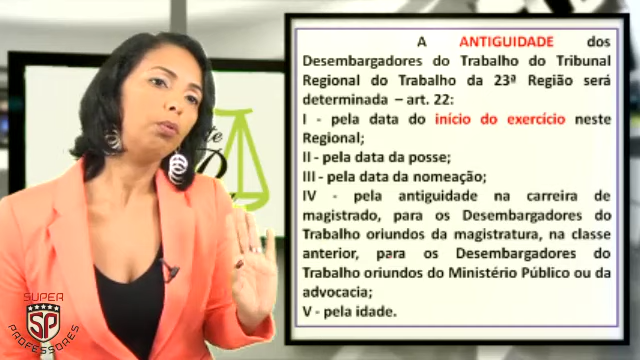 A ANTIGUIDADE dos
Desembargadores do Trabalho do Tribunal
Regional do Trabalho da 23ª Região será
determinada – art. 22:
I - pela data do início do exercício neste
Regional;
II - pela data da posse;
III - pela data da nomeação;
IV - pela antiguidade na carreira de
magistrado, para os Desembargadores do
Trabalho oriundos da magistratura, na classe
anterior, para os Desembargadores do
Trabalho oriundos do Ministério Público ou da
advocacia;
V - pela idade.
SUPER
SP
PROFESSORES